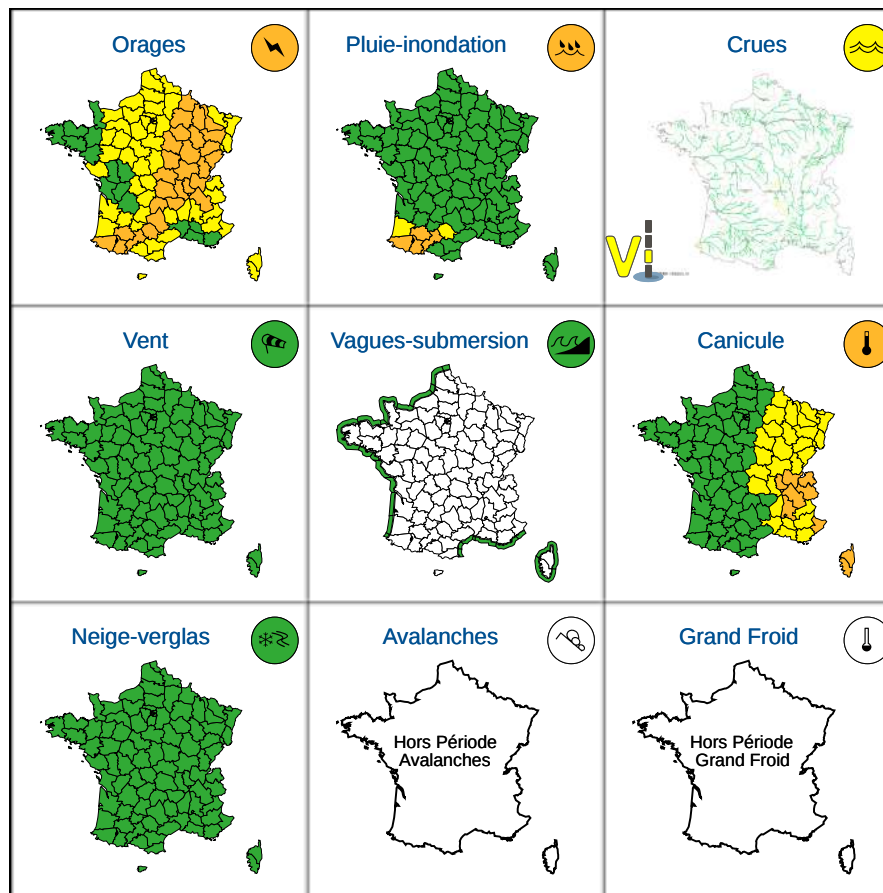 Orages
Pluie-inondation
Crues
Vi
Vent
Vagues-submersion
Canicule
Neige-verglas
Avalanches
Grand Froid
Hors Période
Avalanches
Hors Période
Grand Froid